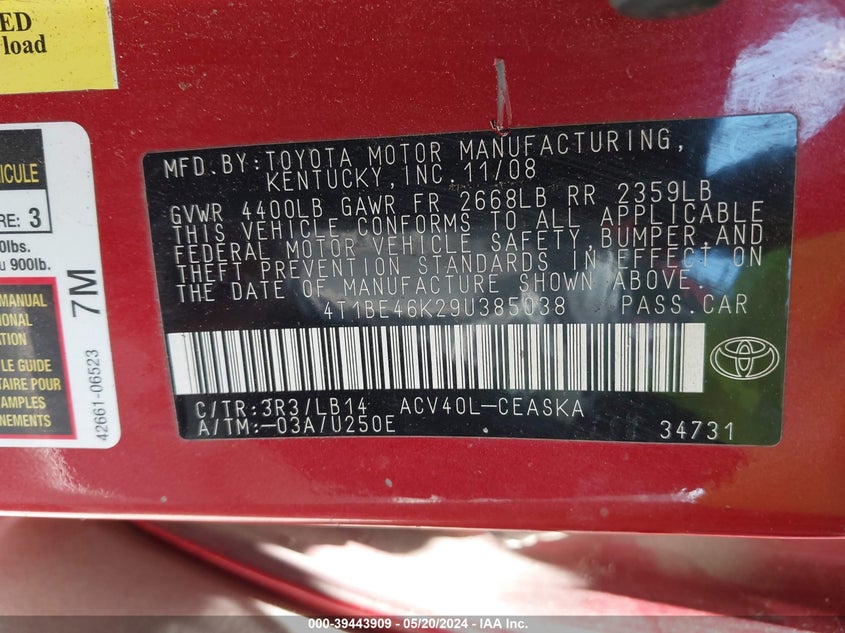 ED
load
ICULE
RE: 3
0lbs.
u 900lb.
MANUAL
IONAL
ATION
LE GUIDE
TAIRE POUR
AMPLES
NEMENTS
7M
42661-06523
MFD.BY:TOYOTA MOTOR MANUFACTURING,
KENTUCKY,INC.11/08
GVWR 4400LB GAWR FR 2668LB RR 2359LB
THIS VEHICLE CONFORMS TO ALL APPLICABLE
FEDERAL MOTOR VEHICLE SAFETY,BUMPER,AND
THEFT PREVENTION STANDARDS IN EFFECT ON
THE DATE OF MANUFACTURE SHOWN ABOVE.
4T1BE46K29U385038 PASS.CAR
C/TR:3R3/LB14 ACV40L-CEASKA
A/TM:-03A/U250E 34731
000-39443909 - 05/20/2024 - IAA Inc.